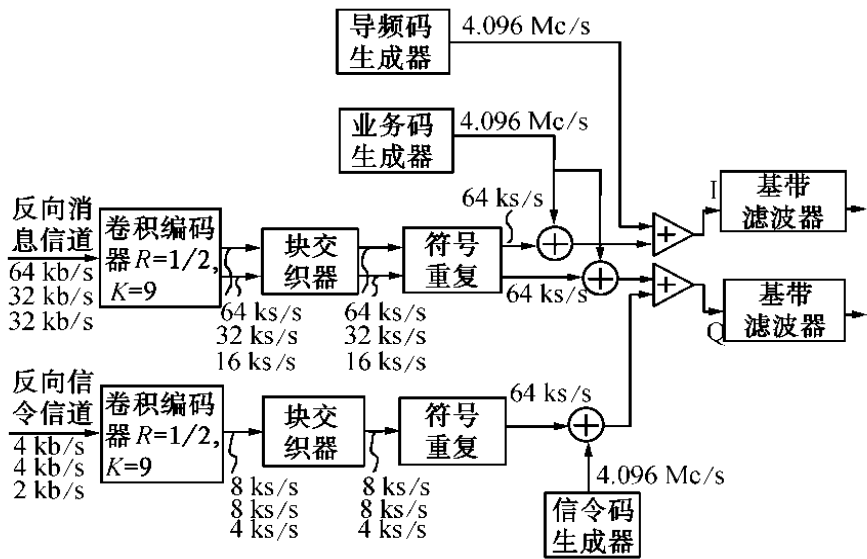 导频码
生成器
4.096 Mc/s
业务码
生成器
4.096 Mc/s
反向消
息信道
64 kb/s
32 kb/s
32 kb/s
卷积编码
器 R=1/2,
K=9
64 ks/s
32 ks/s
16 ks/s
块交
织器
64 ks/s
32 ks/s
16 ks/s
符号
重复
64 ks/s
64 ks/s
I
基带
滤波器
Q
基带
滤波器
反向信
令信道
4 kb/s
4 kb/s
2 kb/s
卷积编码
器 R=1/2,
K=9
8 ks/s
8 ks/s
4 ks/s
块交
织器
8 ks/s
8 ks/s
4 ks/s
符号
重复
64 ks/s
4.096 Mc/s
信令码
生成器